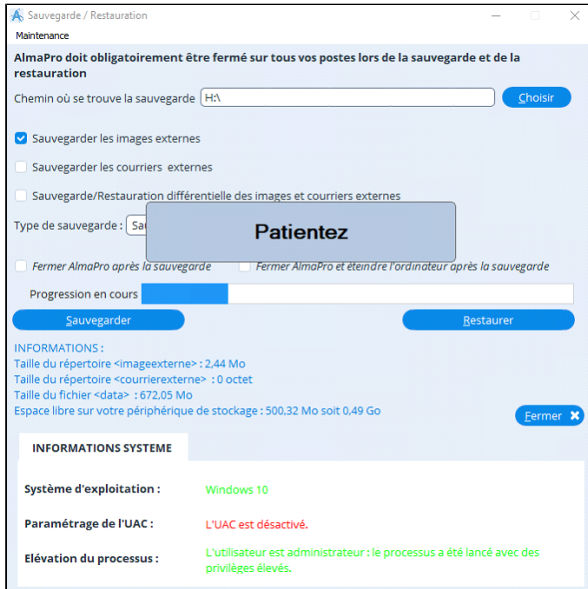 Sauvegarde / Restauration
Maintenance
AlmaPro doit obligatoirement être fermé sur tous vos postes lors de la sauvegarde et de la
restauration
Chemin où se trouve la sauvegarde H:\ Choisir
Sauvegarder les images externes
Sauvegarder les courriers externes
Sauvegarde/Restauration différentielle des images et courriers externes
Type de sauvegarde :
Patientez
Fermer AlmaPro après la sauvegarde Fermer AlmaPro et éteindre l'ordinateur après la sauvegarde
Progression en cours
Sauvegarder Restaurer
INFORMATIONS :
Taille du répertoire <imageexterne> : 2,44 Mo
Taille du répertoire <courrierexterne> : 0 octet
Taille du fichier <data> : 672,05 Mo
Espace libre sur votre périphérique de stockage : 500,32 Mo soit 0,49 Go
Fermer
INFORMATIONS SYSTEME
Système d'exploitation : Windows 10
Paramétrage de l'UAC : L'UAC est désactivé.
Elévation du processus : L'utilisateur est administrateur : le processus a été lancé avec des
privilèges élevés.